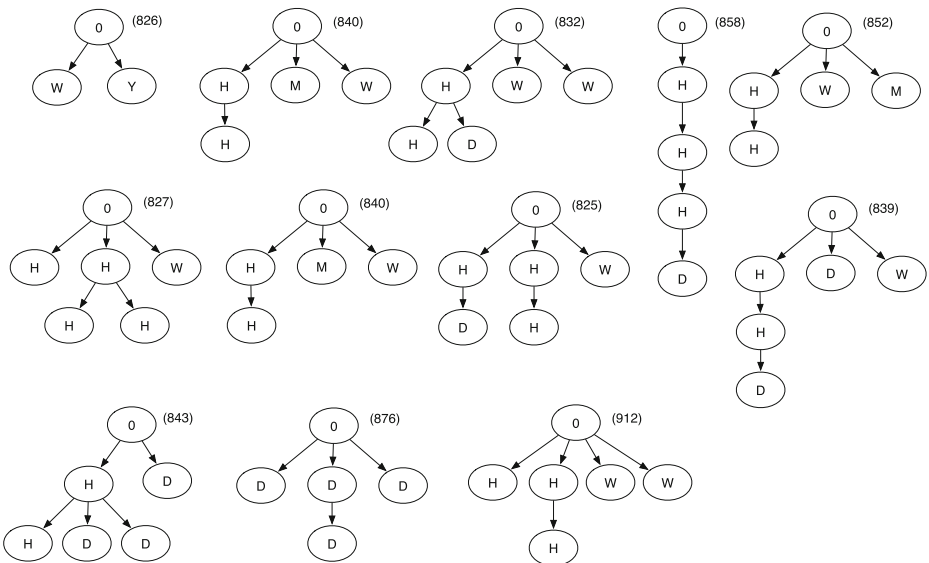 0 (826)
W Y
0 (840)
H M W
H
0 (832)
H W W
H D
0 (858)
H
H
H
D
0 (852)
H W M
H
0 (827)
H H W
H H
0 (840)
H M W
H
0 (825)
H H W
D H
0 (839)
H D W
H
D
0 (843)
H D
H D D
0 (876)
D D D
D
0 (912)
H H W W
H